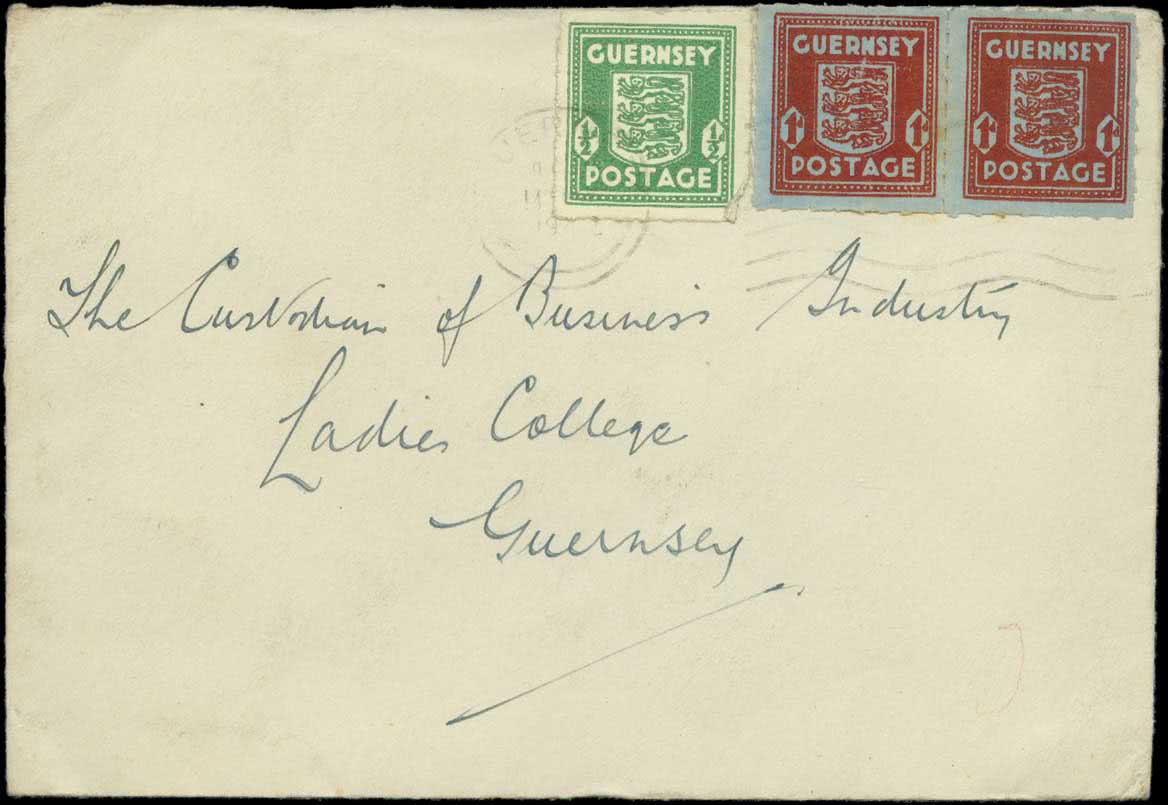 GUERNSEY
½ ½
POSTAGE
GUERNSEY
1ᴰ 1ᴰ
POSTAGE
GUERNSEY
1ᴰ 1ᴰ
POSTAGE
The Custodian of Business Industry
Ladies College
Guernsey